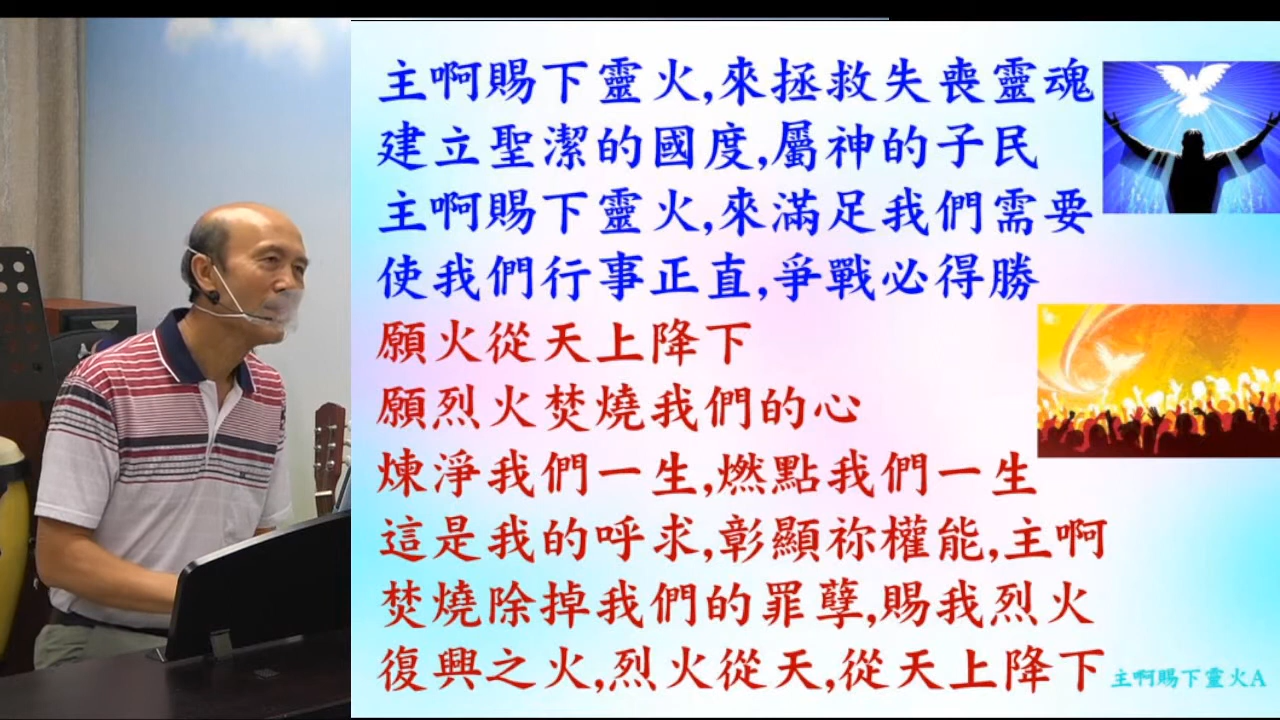 主啊賜下靈火,來拯救失喪靈魂
建立聖潔的國度,屬神的子民
主啊賜下靈火,來滿足我們需要
使我們行事正直,爭戰必得勝
願火從天上降下
願烈火焚燒我們的心
煉淨我們一生,燃點我們一生
這是我的呼求,彰顯祢權能,主啊
焚燒除掉我們的罪孽,賜我烈火
復興之火,烈火從天,從天上降下
主啊賜下靈火A